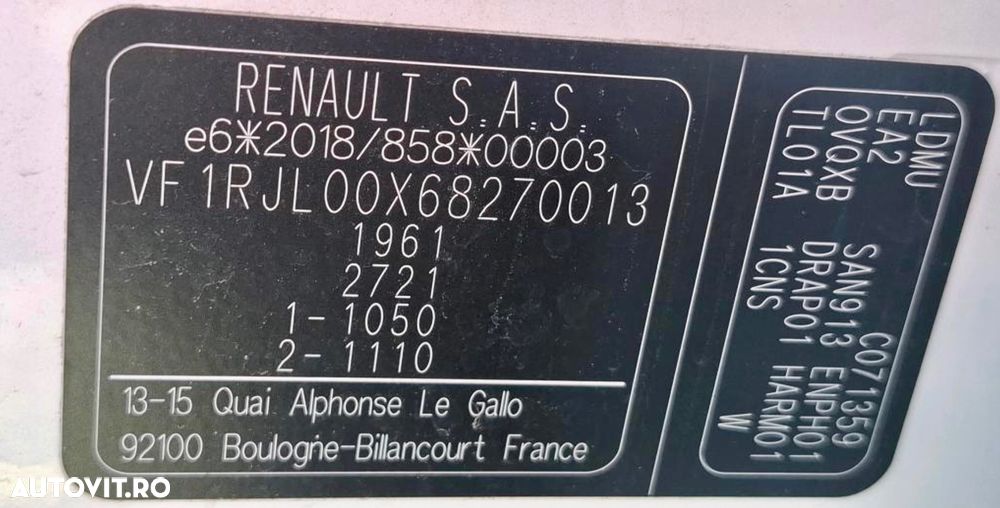 RENAULT S.A.S.
e6*2018/858*00003
VF1RJL00X68270013
1961
2721
1-1050
2-1110
13-15 Quai Alphonse Le Gallo
92100 Boulogne-Billancourt France
LDMU C071359
EA2 SAN913 ENPH01
OVQXB DRAP01 HARM01
TL01A 1CNS W
AUTOVIT.RO